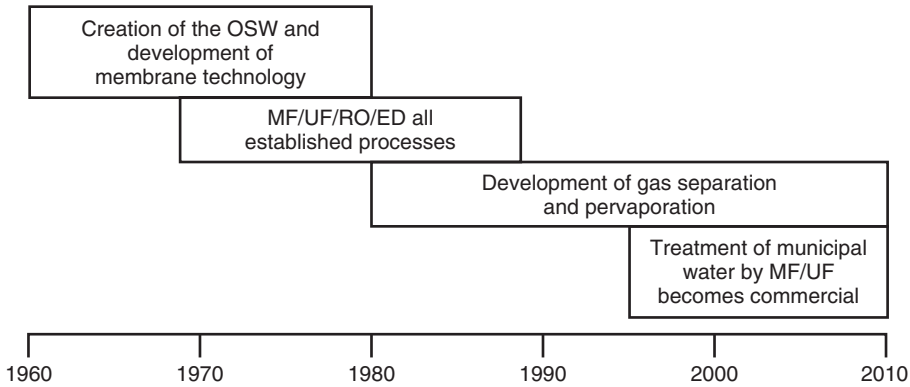 Creation of the OSW and
development of
membrane technology
MF/UF/RO/ED all
established processes
Development of gas separation
and pervaporation
Treatment of municipal
water by MF/UF
becomes commercial
1960 1970 1980 1990 2000 2010